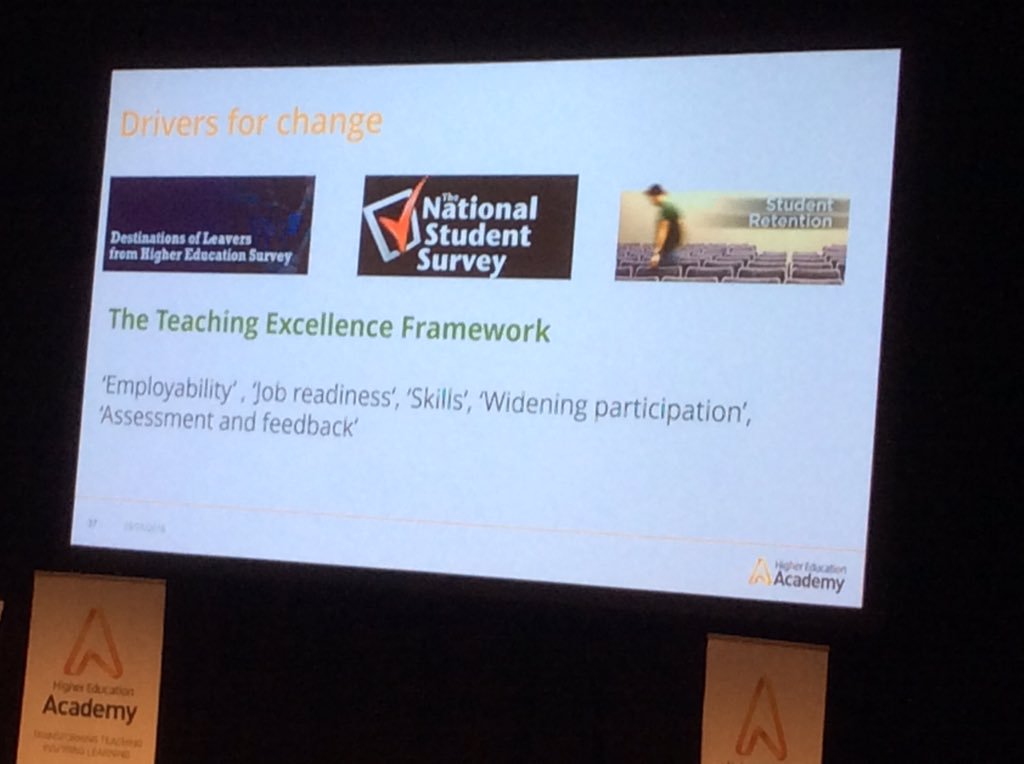 Drivers for change
Destinations of Leavers
from Higher Education Survey
The
National
Student
Survey
Student
Retention
The Teaching Excellence Framework
‘Employability’ , ‘Job readiness’, ‘Skills’, ‘Widening participation’,
‘Assessment and feedback’
37
Higher Education
Academy
Higher Education
Academy
TRANSFORMING TEACHING
INSPIRING LEARNING